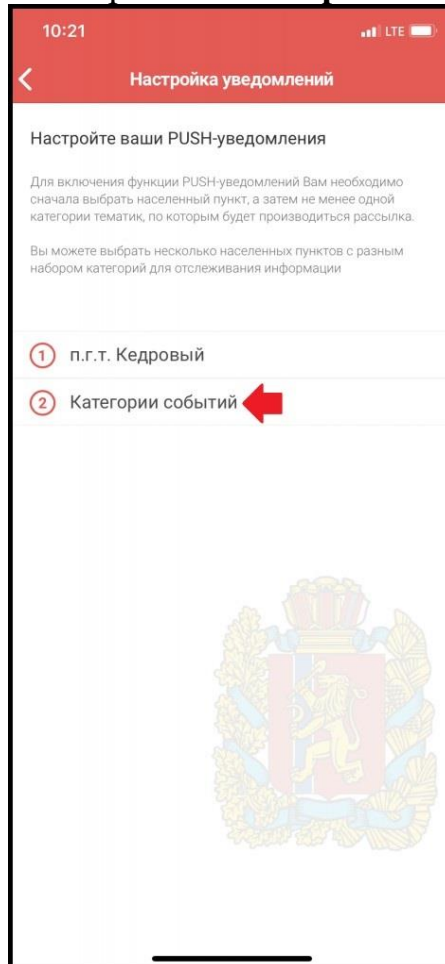 10:21
LTE
Настройка уведомлений
Настройте ваши PUSH-уведомления
Для включения функции PUSH-уведомлений Вам необходимо
сначала выбрать населенный пункт, а затем не менее одной
категории тематик, по которым будет производиться рассылка.
Вы можете выбрать несколько населенных пунктов с разным
набором категорий для отслеживания информации
1 п.г.т. Кедровый
2 Категории событий